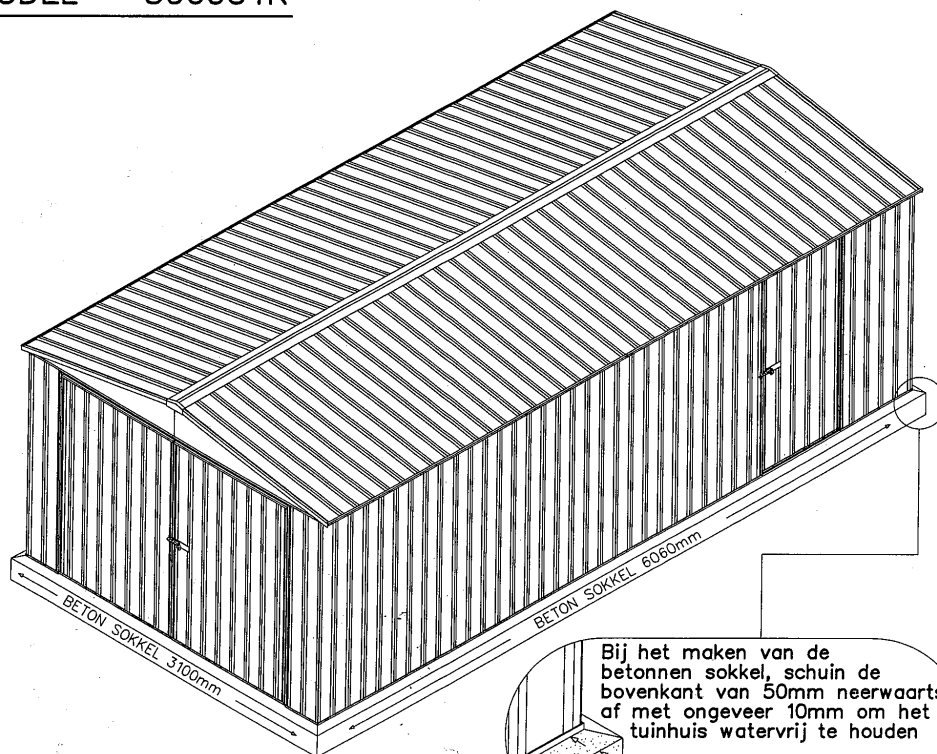 BETON SOKKEL 3100mm
BETON SOKKEL 6060mm
Bij het maken van de
betonnen sokkel, schuin de
bovenkant van 50mm neerwaarts
af met ongeveer 10mm om het
tuinhuis watervrij te houden